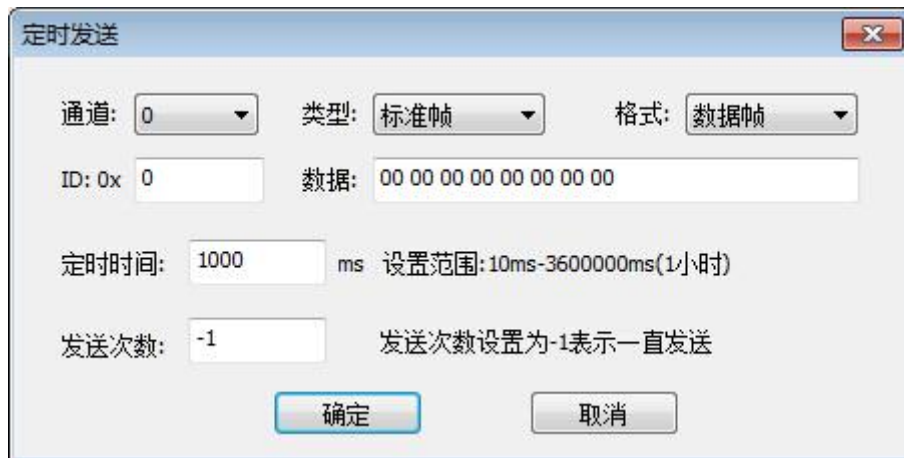 定时发送
通道: 0 类型: 标准帧 格式: 数据帧
ID: 0x 0 数据: 00 00 00 00 00 00 00 00
定时时间: 1000 ms 设置范围:10ms-3600000ms(1小时)
发送次数: -1 发送次数设置为-1表示一直发送
确定 取消